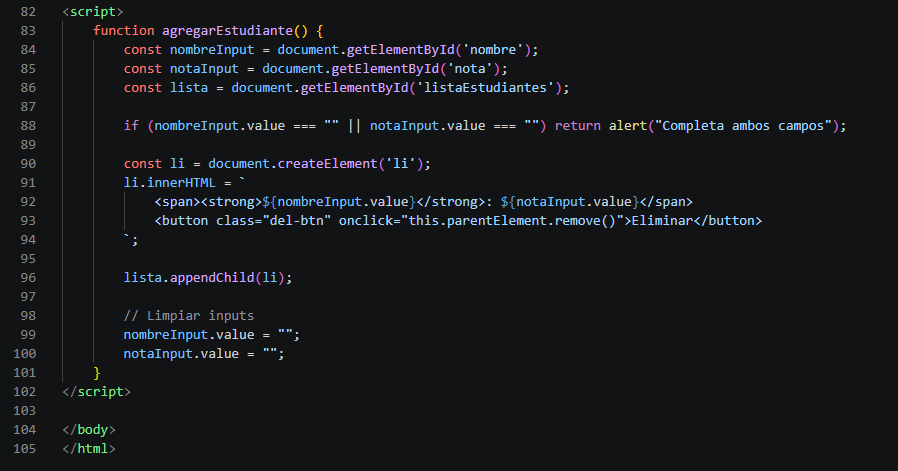 82 <script>
83 function agregarEstudiante() {
84 const nombreInput = document.getElementById('nombre');
85 const notaInput = document.getElementById('nota');
86 const lista = document.getElementById('listaEstudiantes');
87
88 if (nombreInput.value === "" || notaInput.value === "") return alert("Completa ambos campos");
89
90 const li = document.createElement('li');
91 li.innerHTML = `
92 <span><strong>${nombreInput.value}</strong>: ${notaInput.value}</span>
93 <button class="del-btn" onclick="this.parentElement.remove()">Eliminar</button>
94 `;
95
96 lista.appendChild(li);
97
98 // Limpiar inputs
99 nombreInput.value = "";
100 notaInput.value = "";
101 }
102 </script>
103
104 </body>
105 </html>